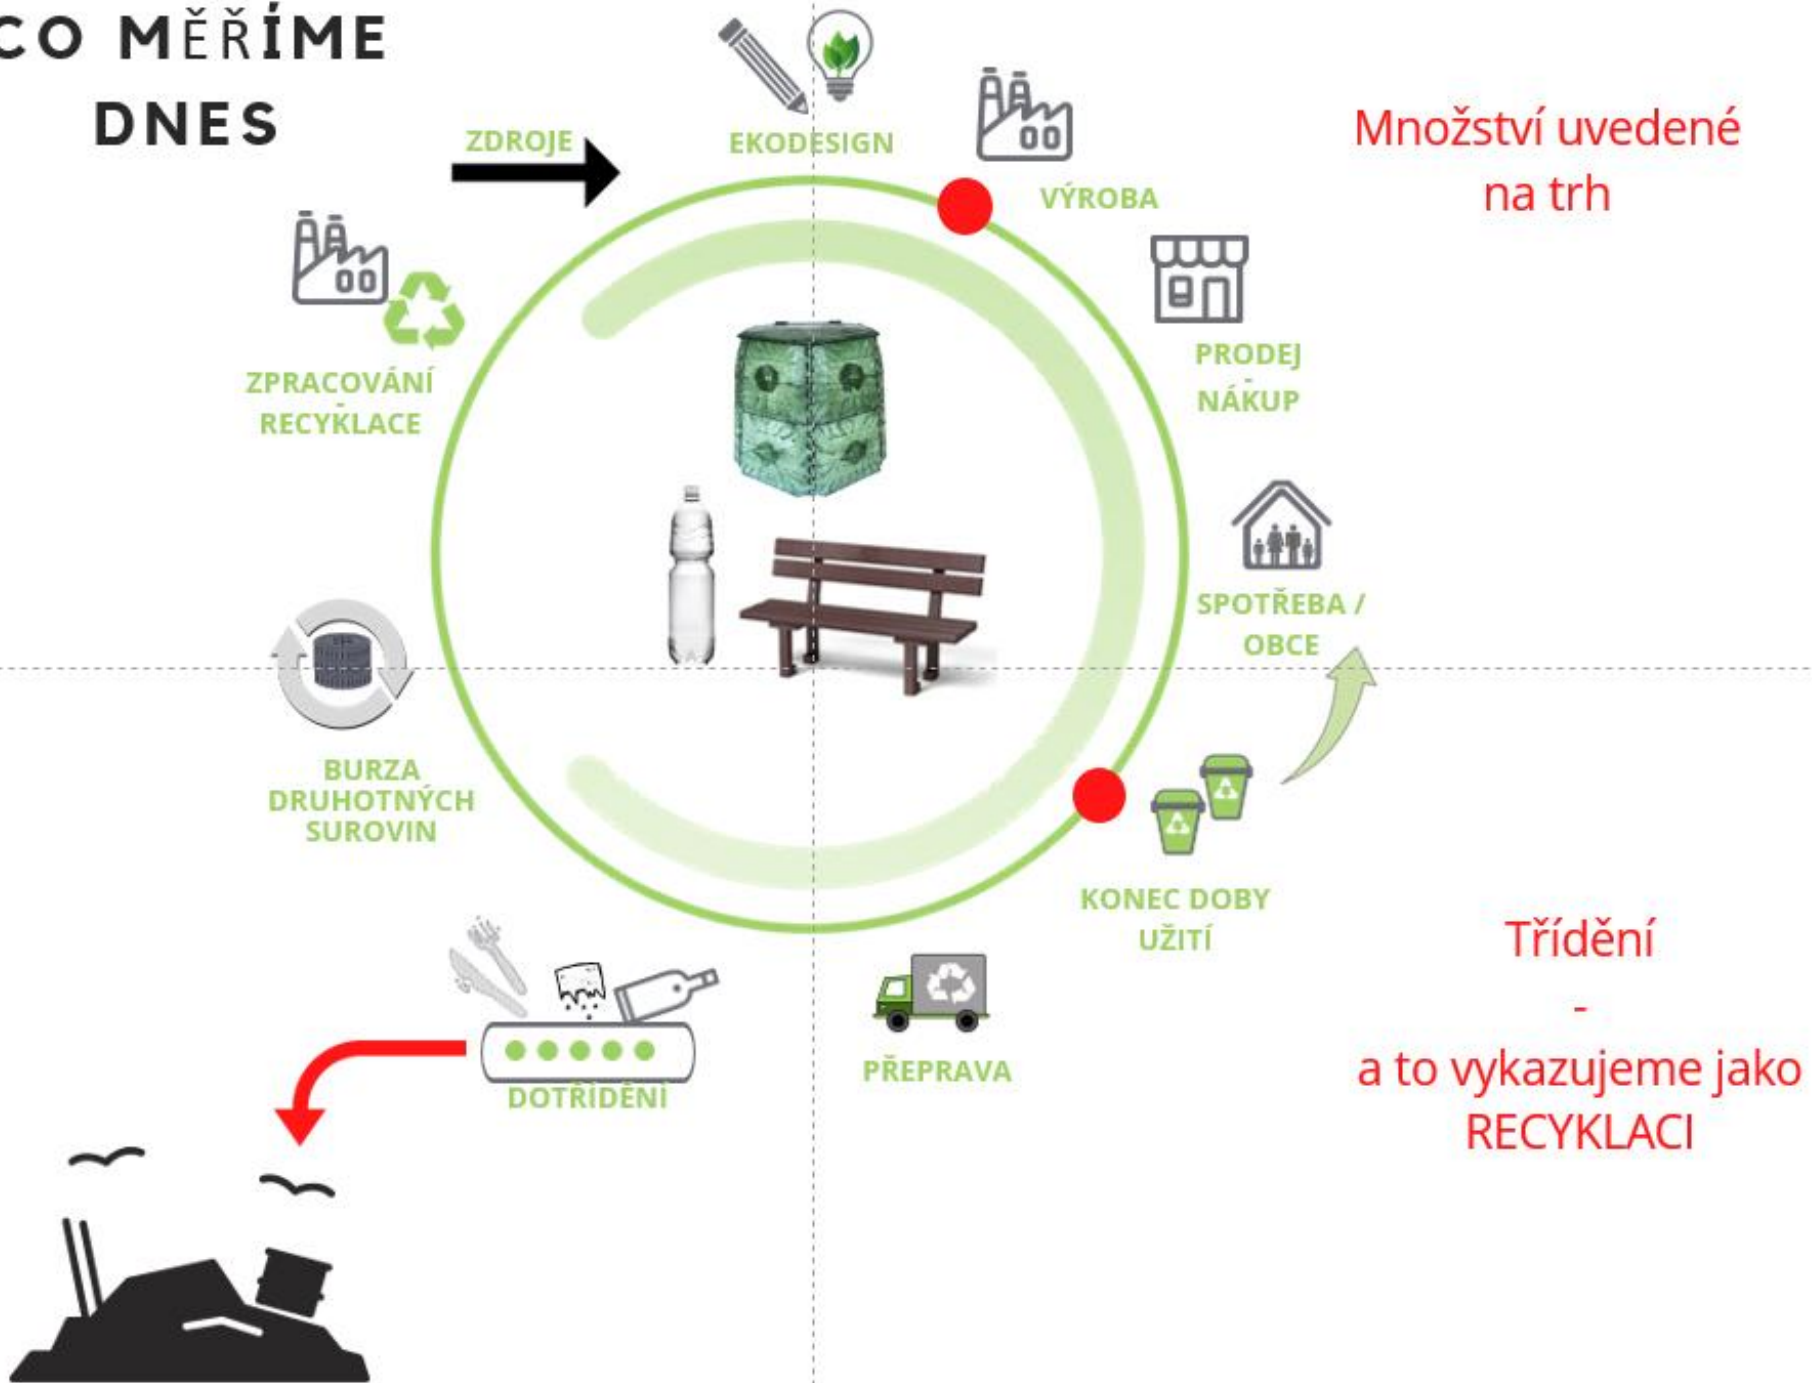 CO MĚŘÍME
DNES
ZDROJE
EKODESIGN
VÝROBA
Množství uvedené
na trh
PRODEJ
-
NÁKUP
ZPRACOVÁNÍ
-
RECYKLACE
SPOTŘEBA /
OBCE
BURZA
DRUHOTNÝCH
SUROVIN
KONEC DOBY
UŽITÍ
Třídění
-
a to vykazujeme jako
RECYKLACI
PŘEPRAVA
DOTŘÍDĚNÍ